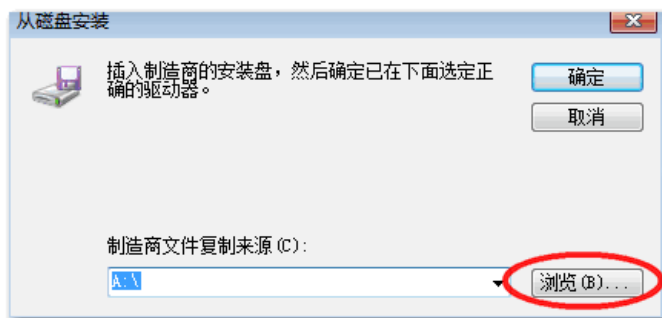 从磁盘安装
插入制造商的安装盘，然后确定已在下面选定正
确的驱动器。
确定
取消
制造商文件复制来源(C):
A:\
浏览(B)...